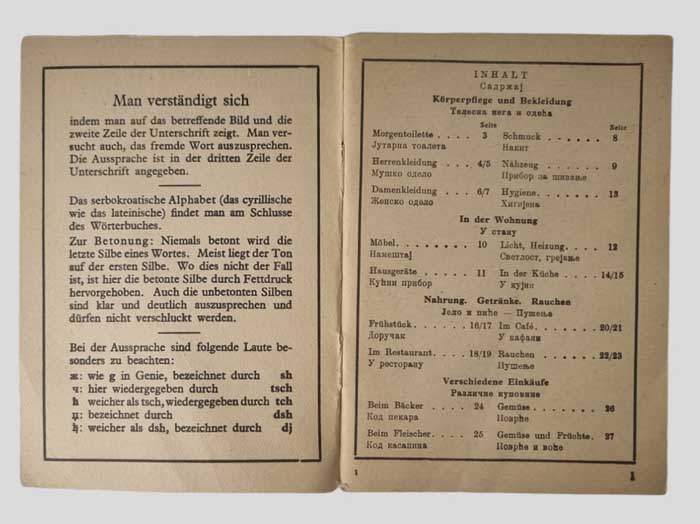 Man verständigt sich
indem man auf das betreffende Bild und die
zweite Zeile der Unterschrift zeigt. Man ver-
sucht auch, das fremde Wort auszusprechen.
Die Aussprache ist in der dritten Zeile der
Unterschrift angegeben.
Das serbokroatische Alphabet (das cyrillische
wie das lateinische) findet man am Schlusse
des Wörterbuches.
Zur Betonung: Niemals betont wird die
letzte Silbe eines Wortes. Meist liegt der Ton
auf der ersten Silbe. Wo dies nicht der Fall
ist, ist hier die betonte Silbe durch Fettdruck
hervorgehoben. Auch die unbetonten Silben
sind klar und deutlich auszusprechen und
dürfen nicht verschluckt werden.
Bei der Aussprache sind folgende Laute be-
sonders zu beachten:
ж: wie g in Genie, bezeichnet durch sh
ч: hier wiedergegeben durch tsch
ћ weicher als tsch, wiedergegeben durch tch
џ: bezeichnet durch dsh
ђ: weicher als dsh, bezeichnet durch dj
INHALT
Садржај
Körperpflege und Bekleidung
Телесна нега и одећа
Seite Seite
Morgentoilette .... 3 Schmuck ...... 8
Јутарна тоалета Накит
Herrenkleidung ... 4/5 Nähzeug ...... 9
Мушко одело Прибор за шивање
Damenkleidung ... 6/7 Hygiene ...... 13
Женско одело Хигијена
In der Wohnung
У стану
Möbel ........ 10 Licht, Heizung .... 12
Намештај Светлост, грејање
Hausgeräte ..... 11 In der Küche .... 14/15
Кућни прибор У кујни
Nahrung. Getränke. Rauchen
Јело и пиће — Пушење
Frühstück ..... 16/17 Im Café ...... 20/21
Доручак У кафани
Im Restaurant .... 18/19 Rauchen ..... 22/23
У ресторану Пушење
Verschiedene Einkäufe
Различне куповине
Beim Bäcker .... 24 Gemüse ...... 26
Код пекара Поврће
Beim Fleischer .... 25 Gemüse und Früchte . 27
Код касапина Поврће и воће
1 1